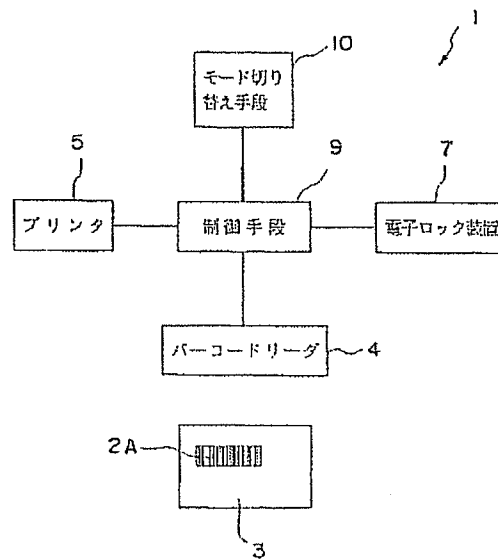 1
10
モード切り
替え手段
5
9
7
プリンタ
制御手段
電子ロック装置
バーコードリーダ
4
2A
3